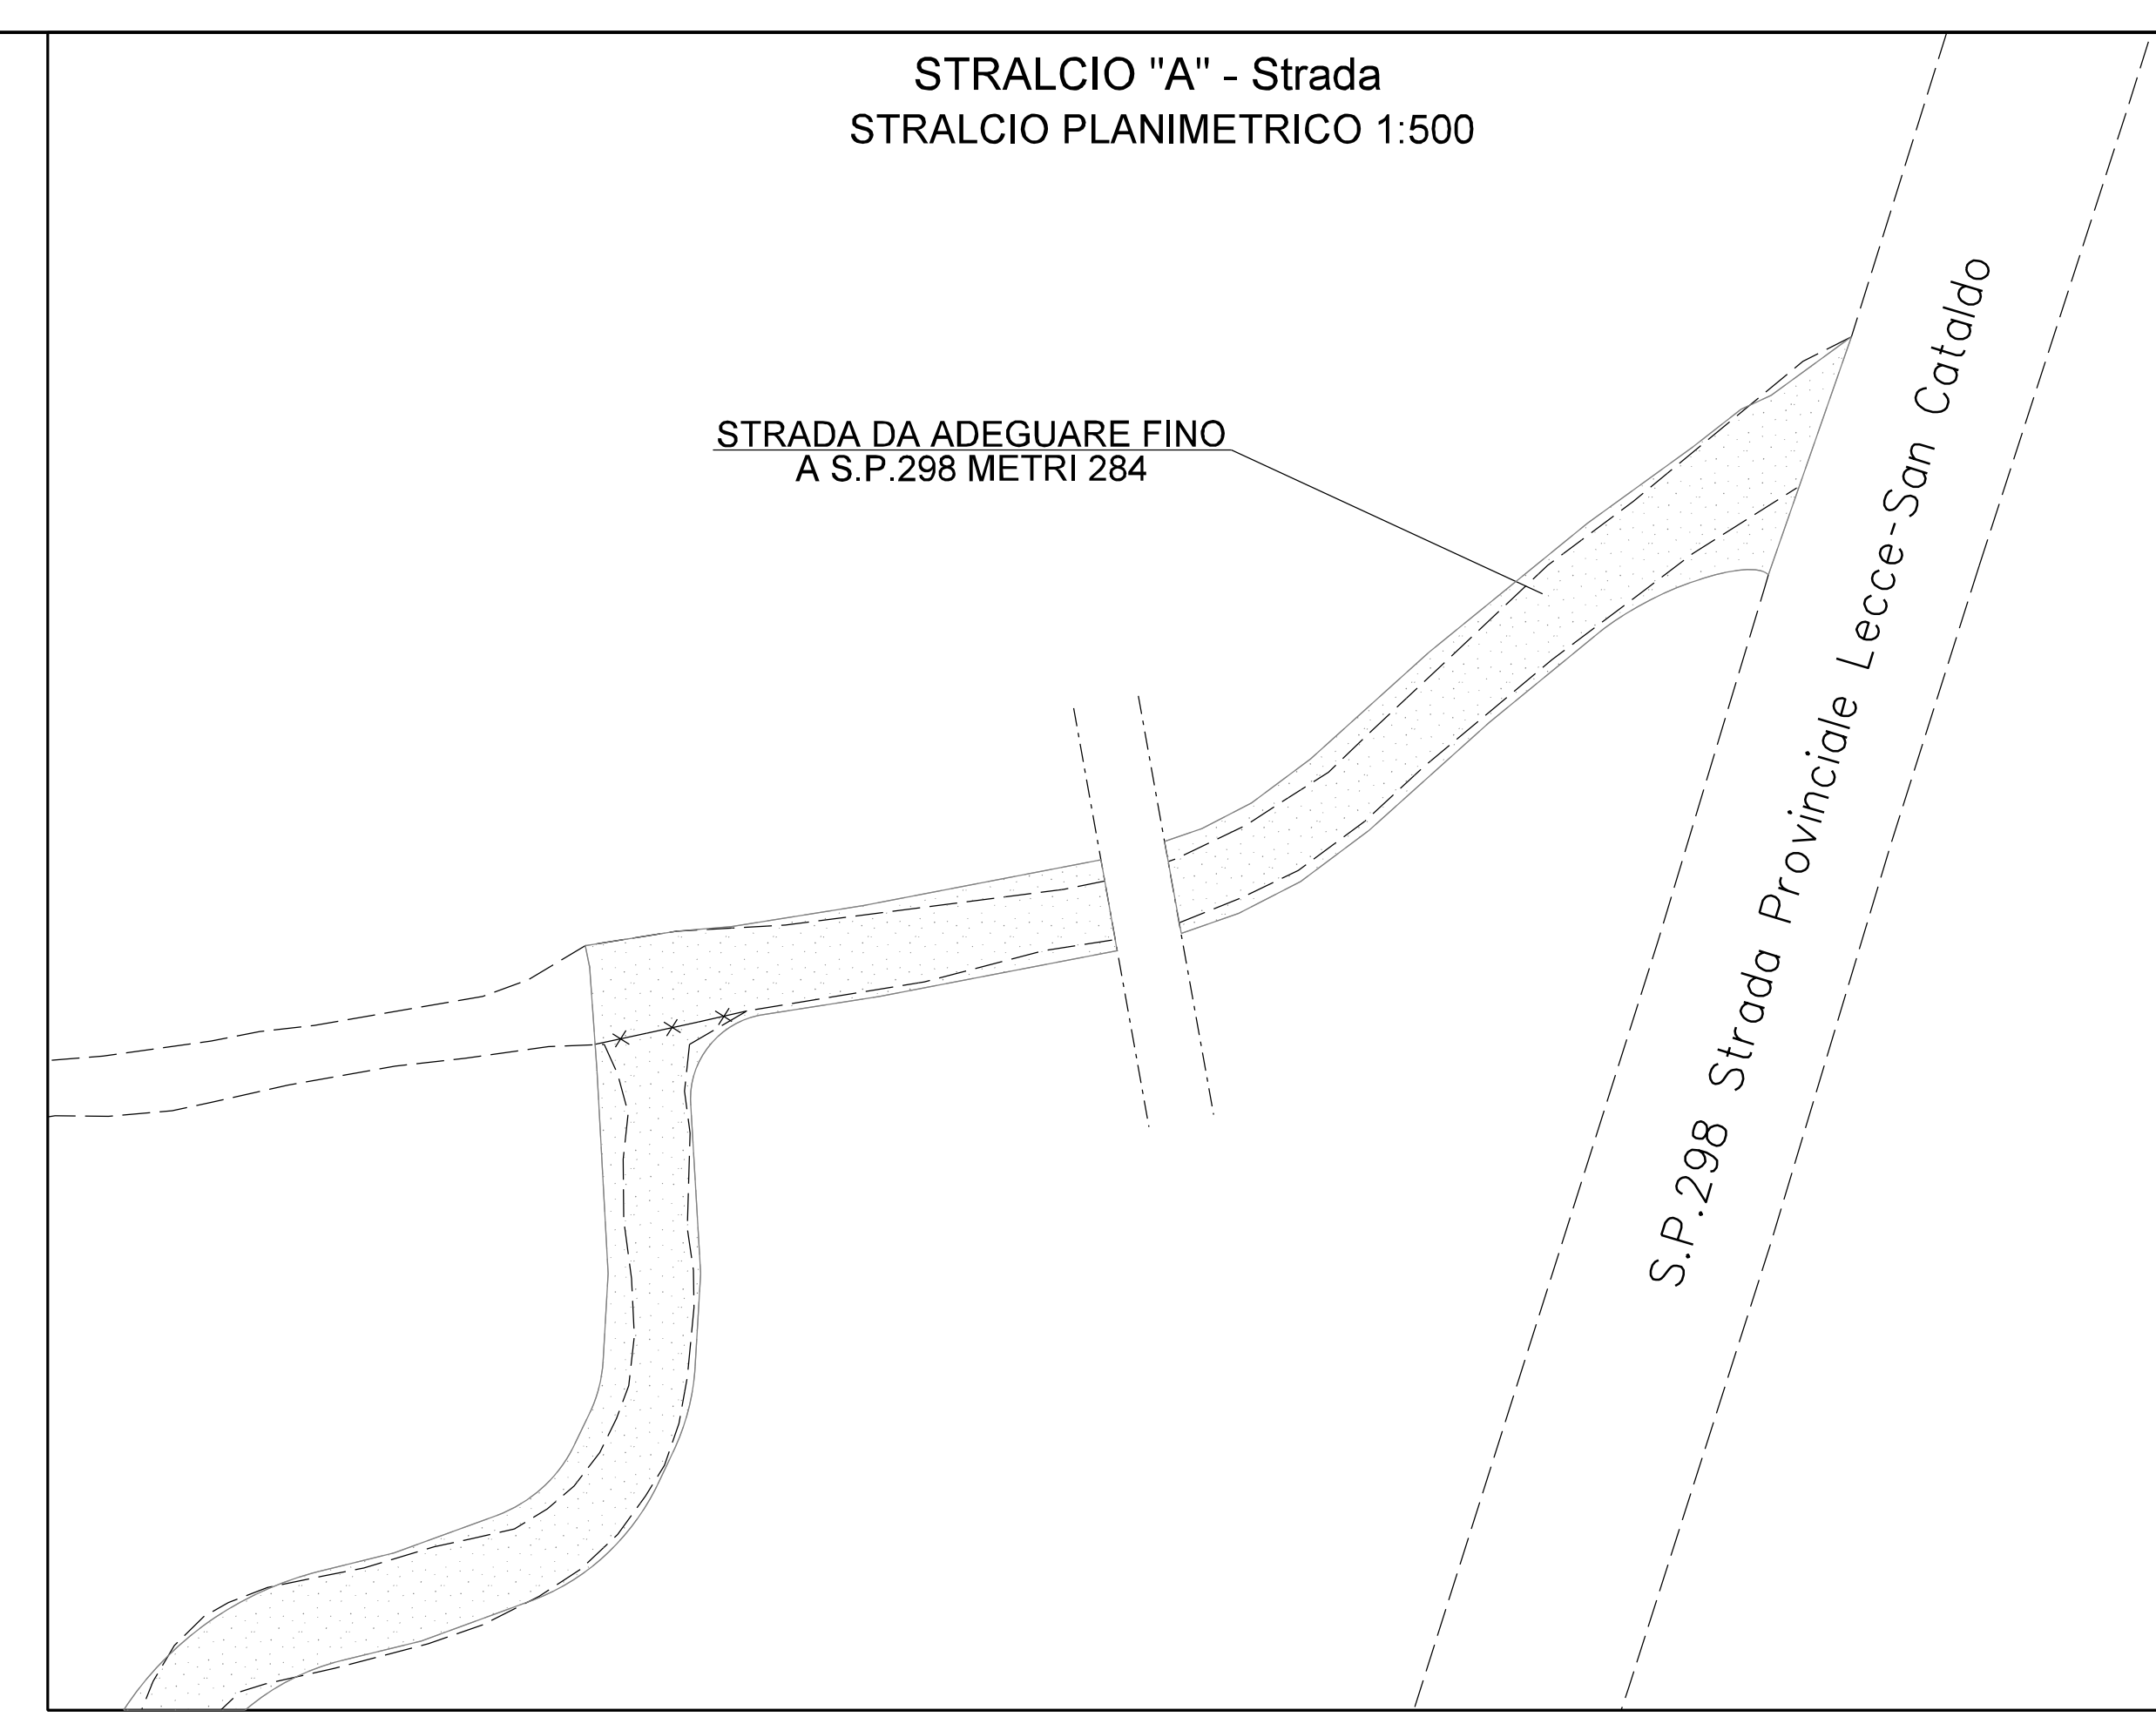 STRALCIO "A" - Strada
STRALCIO PLANIMETRICO 1:500
STRADA DA ADEGUARE FINO
A S.P.298 METRI 284
S.P.298 Strada Provinciale Lecce-San Cataldo